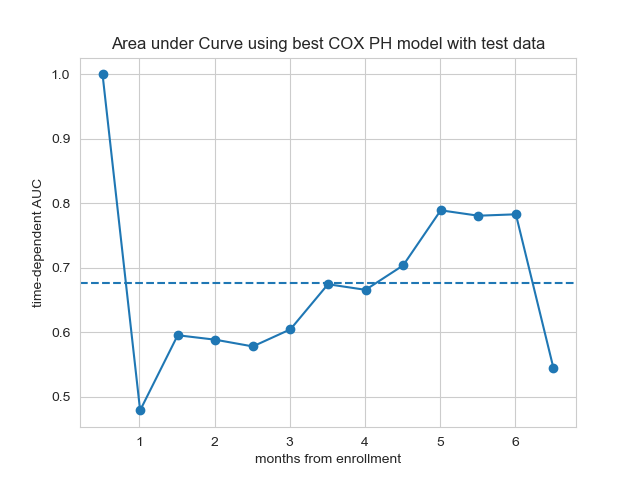 Area under Curve using best COX PH model with test data
time-dependent AUC
1.0
0.9
0.8
0.7
0.6
0.5
1 2 3 4 5 6
months from enrollment